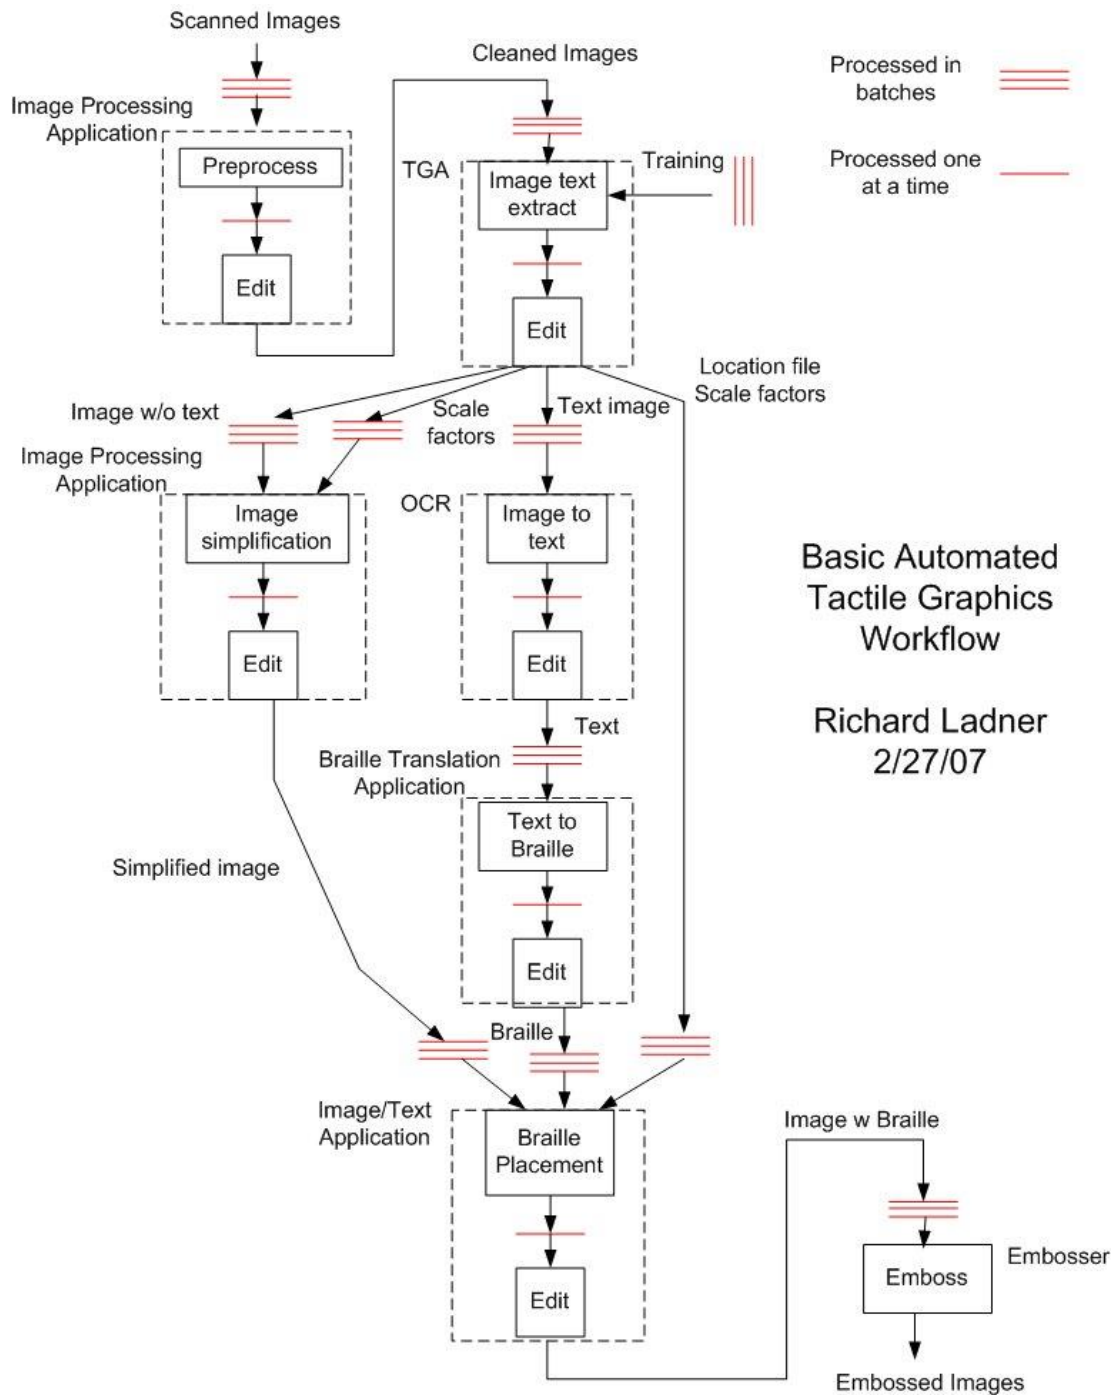 Scanned Images
Cleaned Images
Processed in
batches
Image Processing
Application
Preprocess
TGA
Image text
extract
Training
Processed one
at a time
Edit
Edit
Location file
Scale factors
Image w/o text
Scale
factors
Text image
Image Processing
Application
Image
simplification
OCR
Image to
text
Basic Automated
Tactile Graphics
Workflow
Edit
Edit
Richard Ladner
2/27/07
Text
Braille Translation
Application
Text to
Braille
Simplified image
Edit
Braille
Image/Text
Application
Braille
Placement
Image w Braille
Edit
Emboss
Embosser
Embossed Images